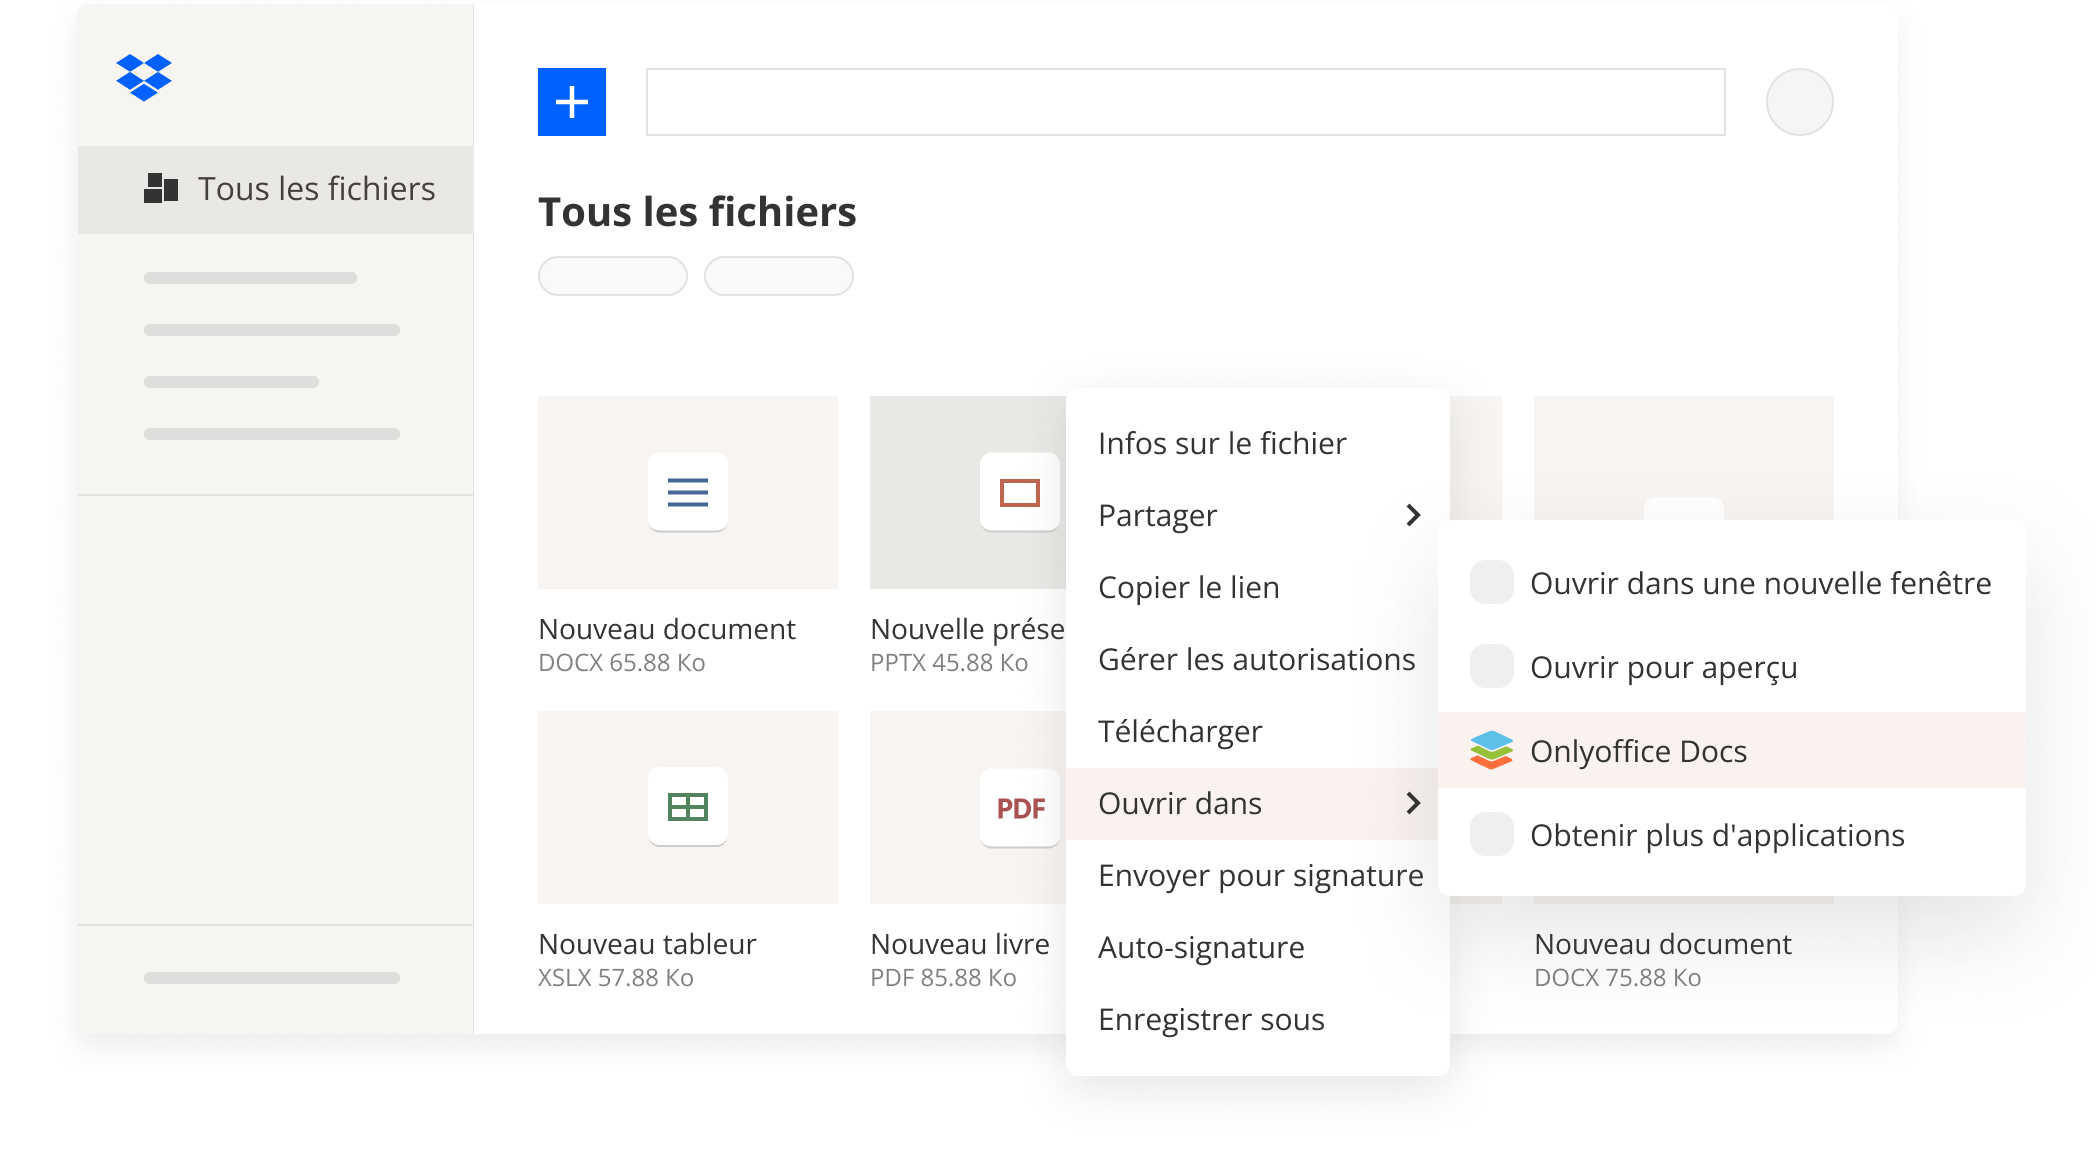 Tous les fichiers
Tous les fichiers
Nouveau document
DOCX 65.88 Ko
Nouvelle prése
PPTX 45.88 Ko
PDF
Nouveau tableur
XSLX 57.88 Ko
Nouveau livre
PDF 85.88 Ko
Nouveau document
DOCX 75.88 Ko
Infos sur le fichier
Partager
Copier le lien
Gérer les autorisations
Télécharger
Ouvrir dans
Envoyer pour signature
Auto-signature
Enregistrer sous
Ouvrir dans une nouvelle fenêtre
Ouvrir pour aperçu
Onlyoffice Docs
Obtenir plus d'applications